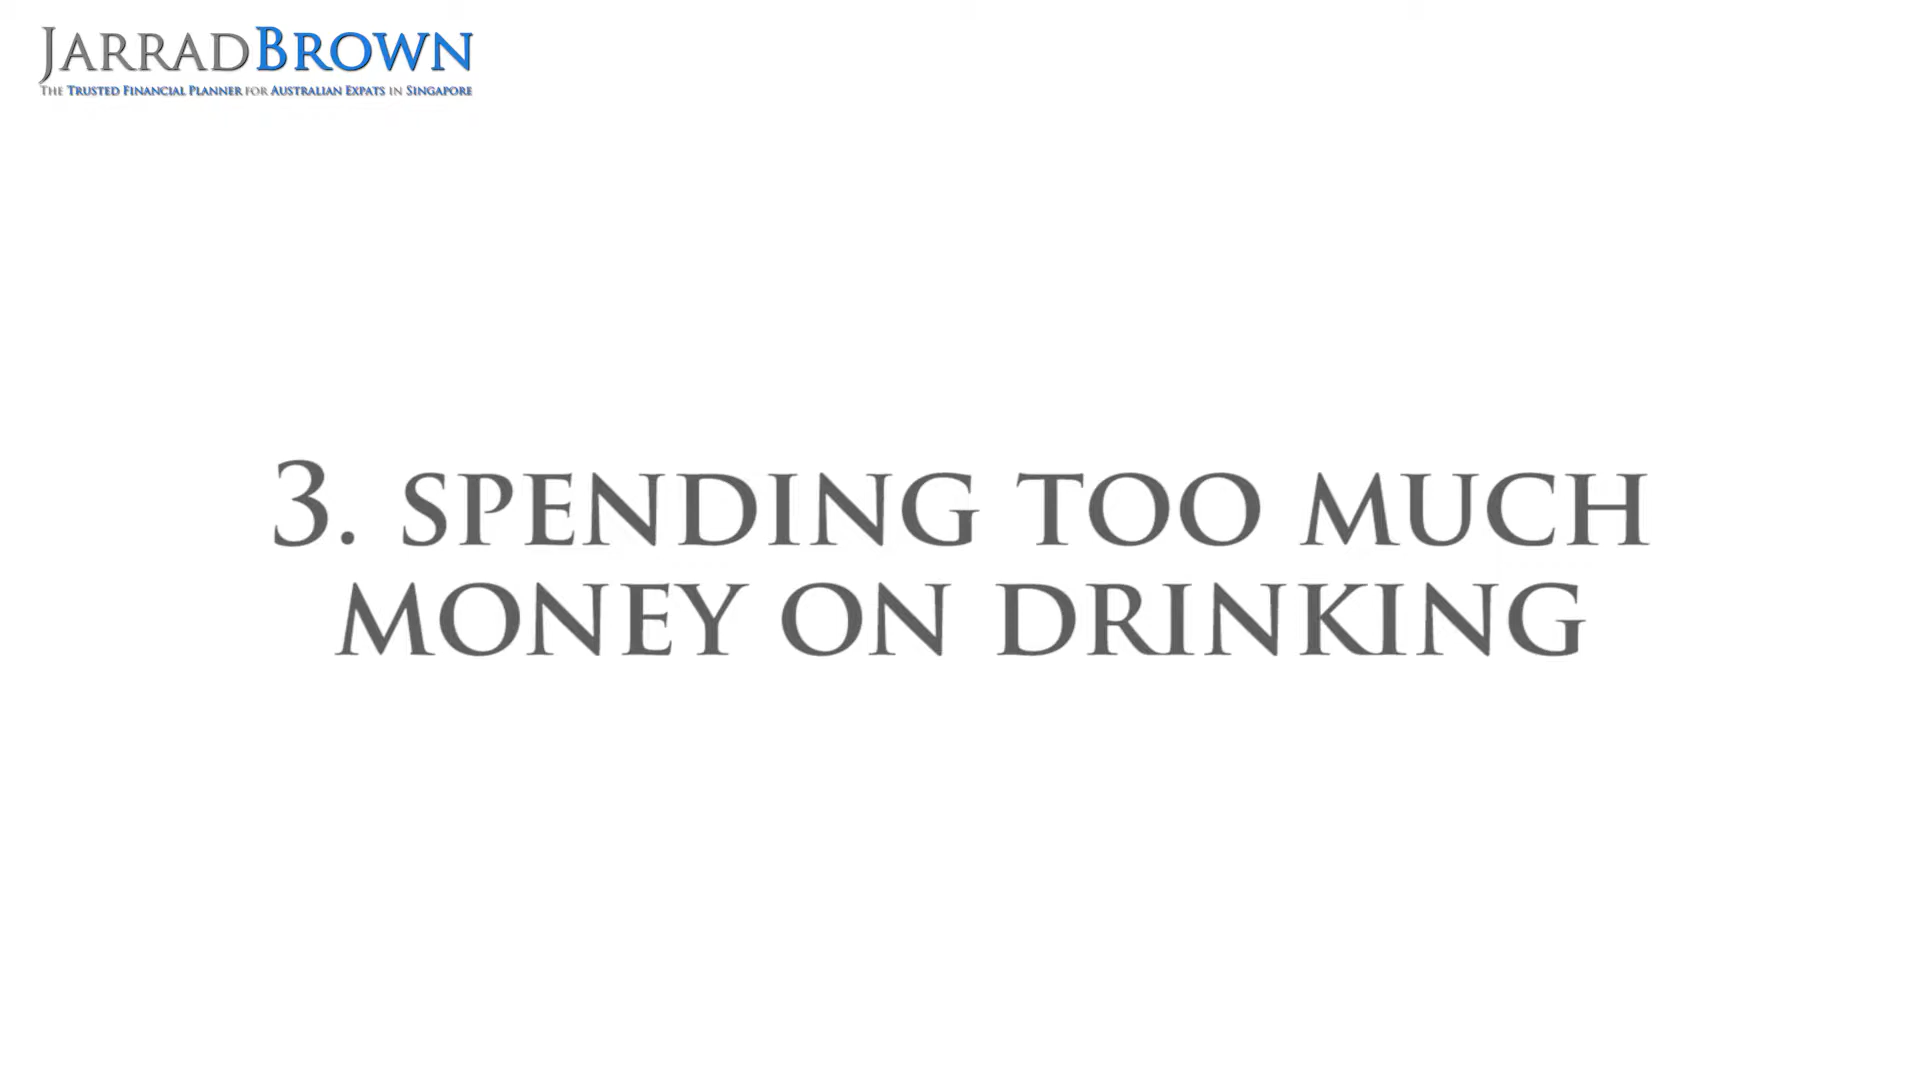 JARRADBROWN
THE TRUSTED FINANCIAL PLANNER FOR AUSTRALIAN EXPATS IN SINGAPORE
3. SPENDING TOO MUCH
MONEY ON DRINKING